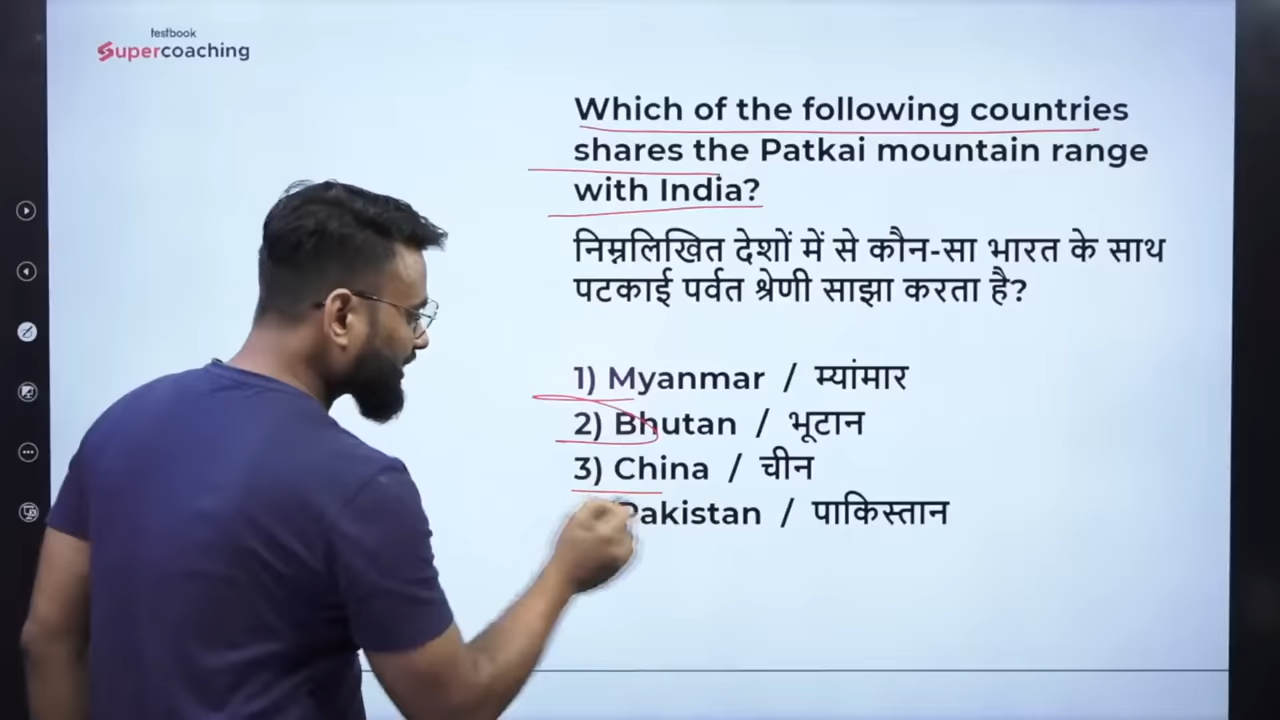 testbook
Supercoaching
Which of the following countries
shares the Patkai mountain range
with India?
निम्नलिखित देशों में से कौन-सा भारत के साथ
पटकाई पर्वत श्रेणी साझा करता है?
1) Myanmar / म्यांमार
2) Bhutan / भूटान
3) China / चीन
Pakistan / पाकिस्तान